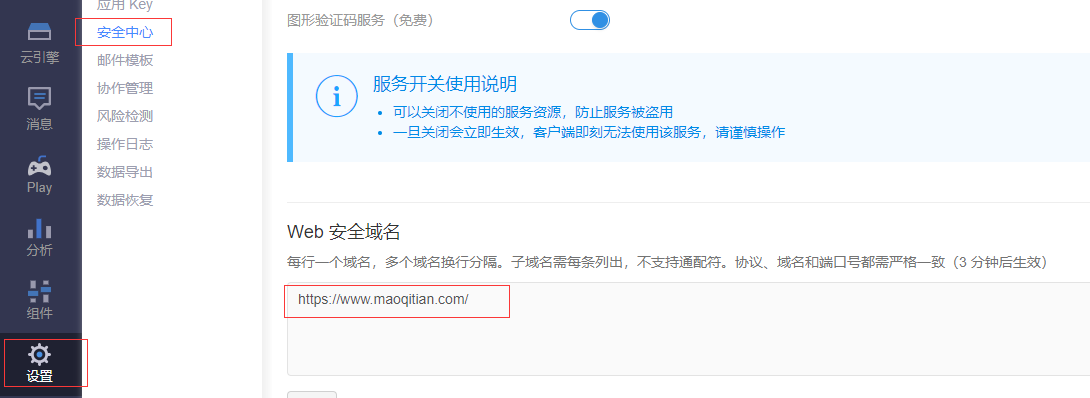 云引擎
消息
Play
分析
组件
设置
应用 Key
安全中心
邮件模板
协作管理
风险检测
操作日志
数据导出
数据恢复
图形验证码服务（免费）
服务开关使用说明
可以关闭不使用的服务资源，防止服务被盗用
一旦关闭会立即生效，客户端即刻无法使用该服务，请谨慎操作
Web 安全域名
每行一个域名，多个域名换行分隔。子域名需每条列出，不支持通配符。协议、域名和端口号都需严格一致（3 分钟后生效）
https://www.maoqitian.com/